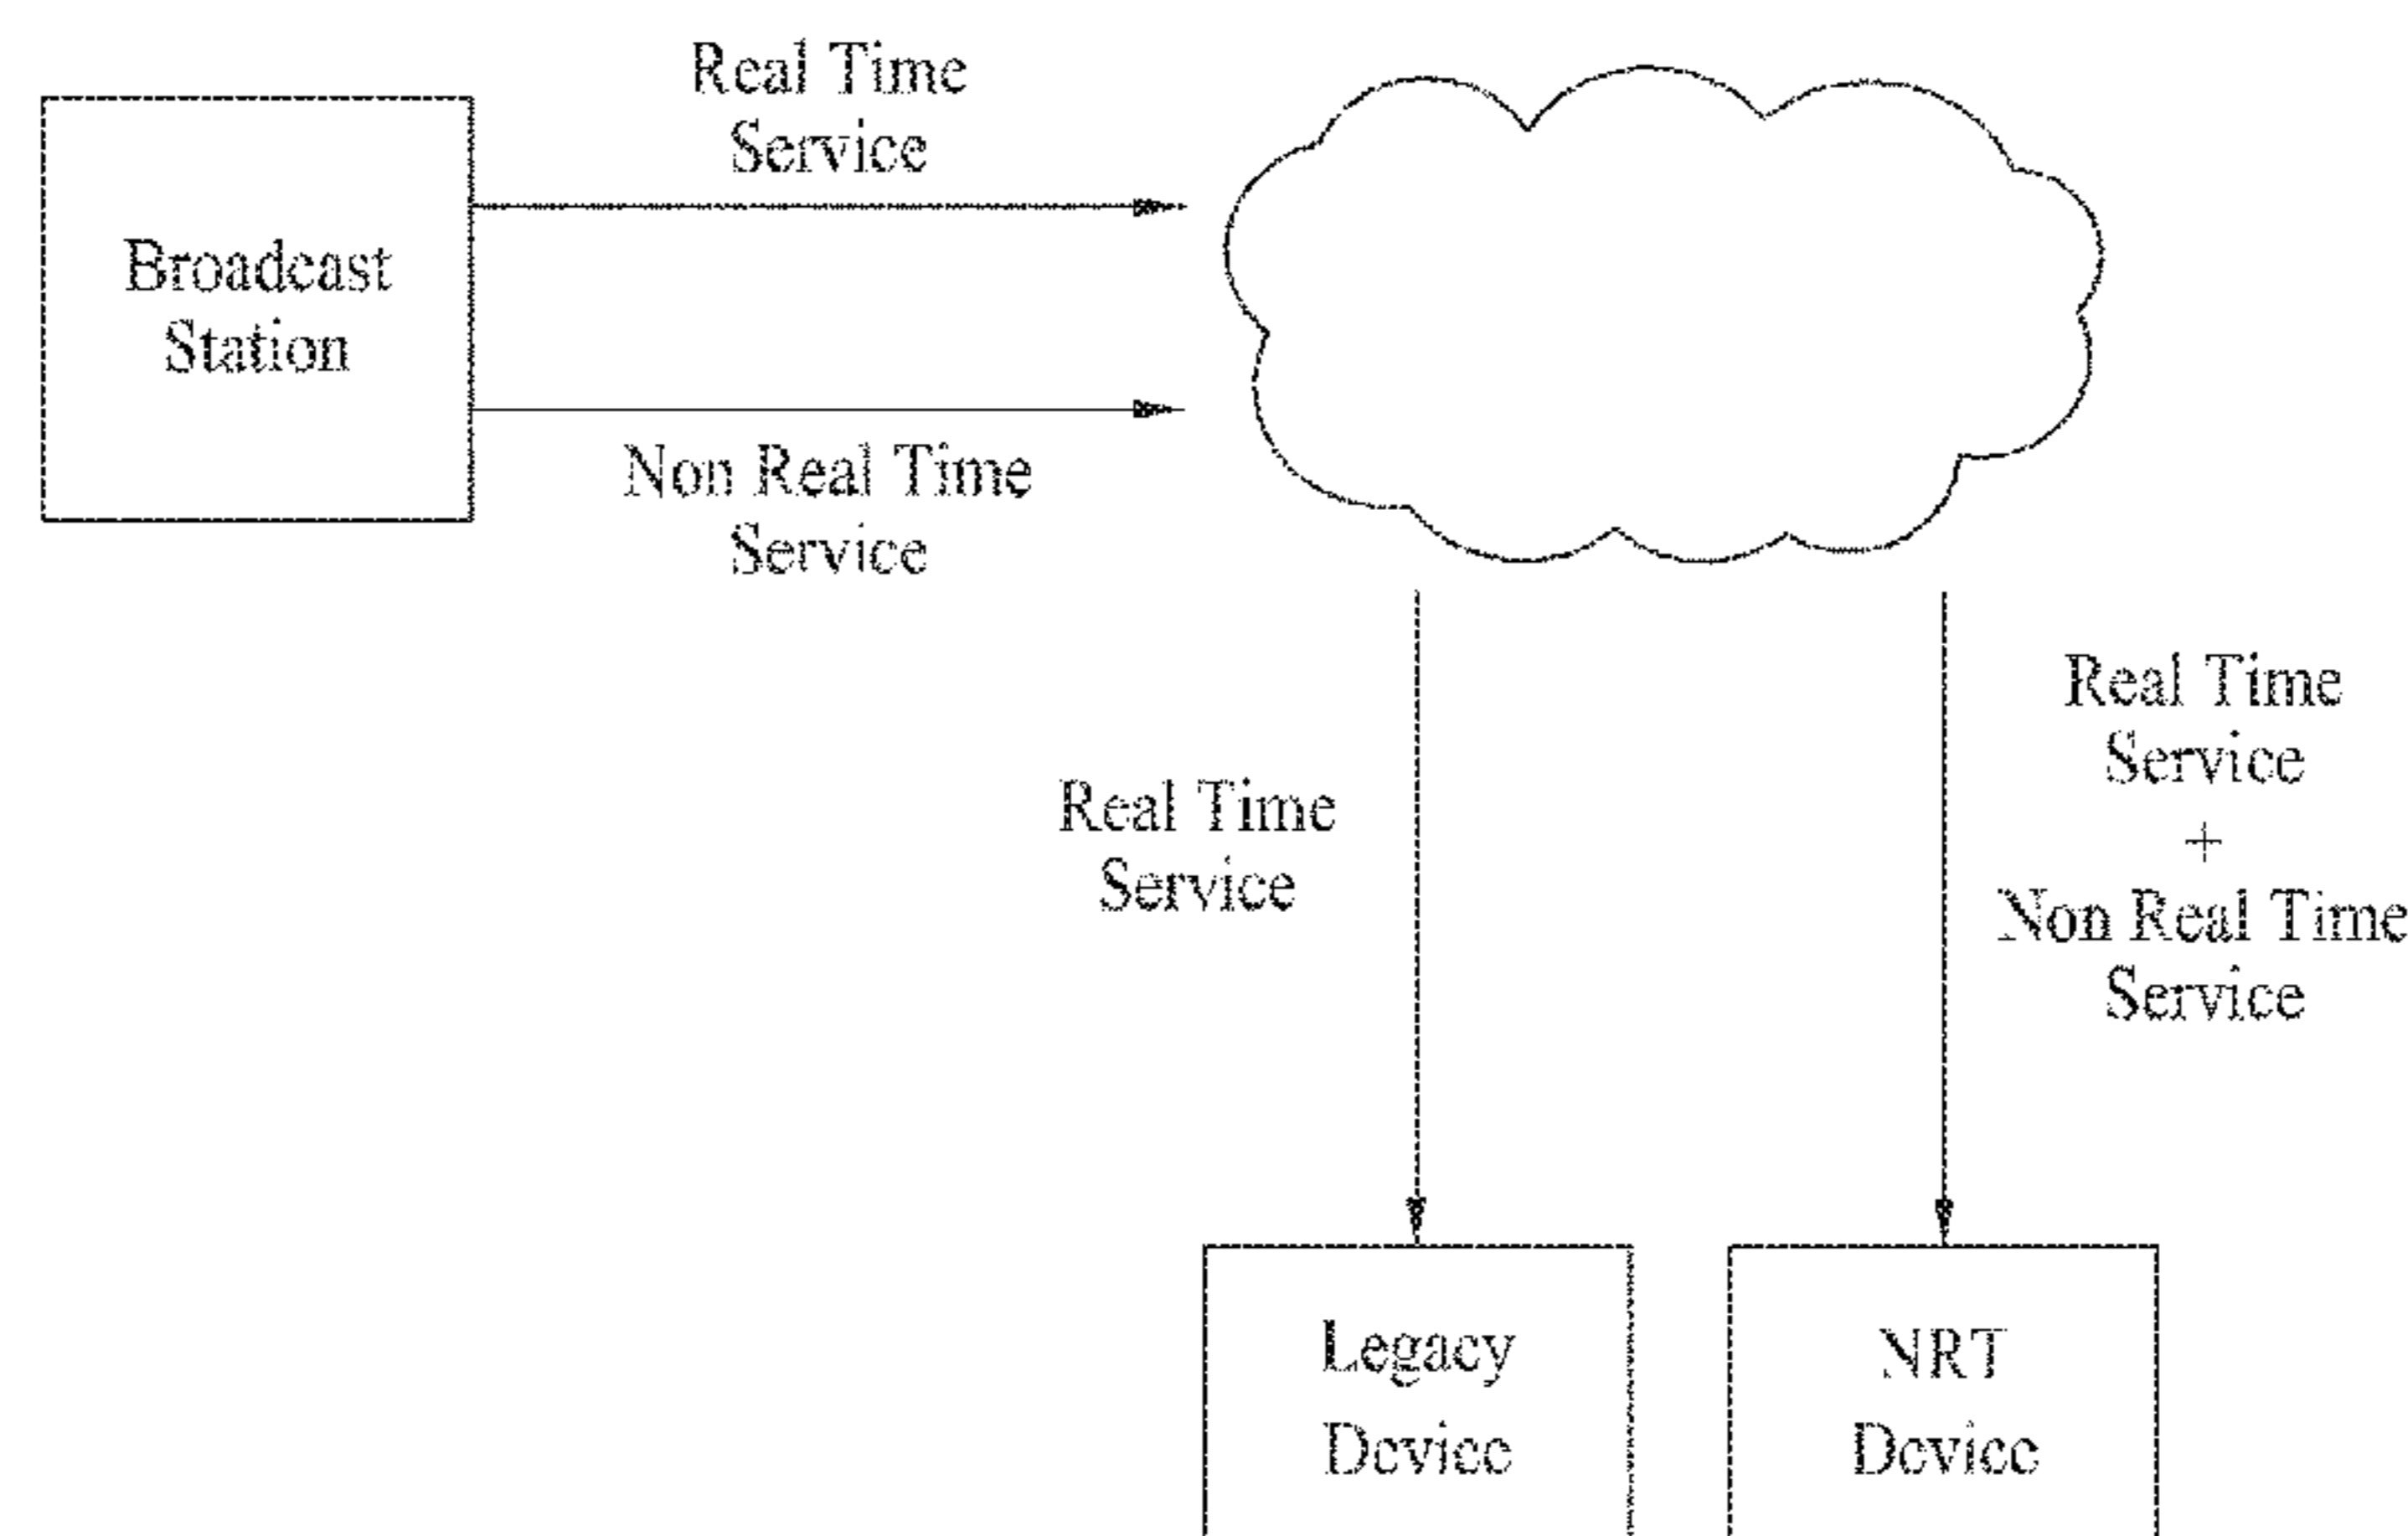 Real Time
Service
Broadcast
Station
Non Real Time
Service
Real Time
Service
Real Time
Service
+
Non Real Time
Service
Legacy
Device
NRT
Device